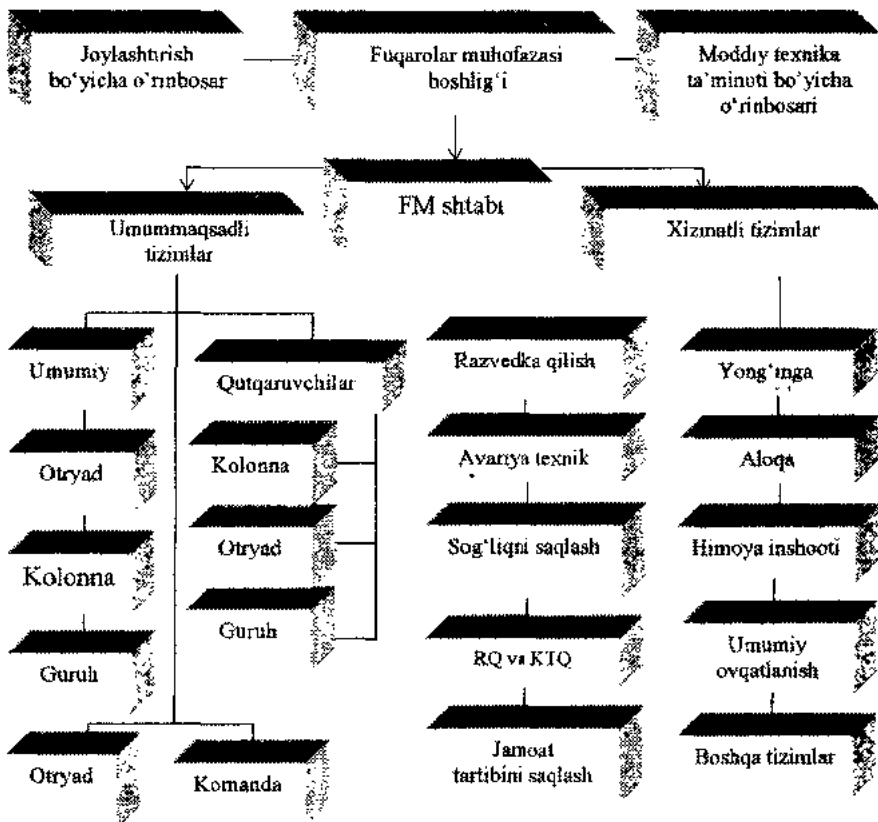 Joylashtirish
bo‘yicha o‘rinbosar
Fuqarolar muhofazasi
boshlig‘i
Moddiy texnika
ta’minoti bo‘yicha
o‘rinbosari
FM shtabi
Umummaqsadli
tizimlar
Xizmatli tizimlar
Umumiy
Otryad
Kolonna
Guruh
Qutqaruvchilar
Kolonna
Otryad
Guruh
Otryad
Komanda
Razvedka qilish
Avariya texnik
Sog‘liqni saqlash
RQ va KTQ
Jamoat
tartibini saqlash
Yong‘inga
Aloqa
Himoya inshooti
Umumiy
ovqatlanish
Boshqa tizimlar